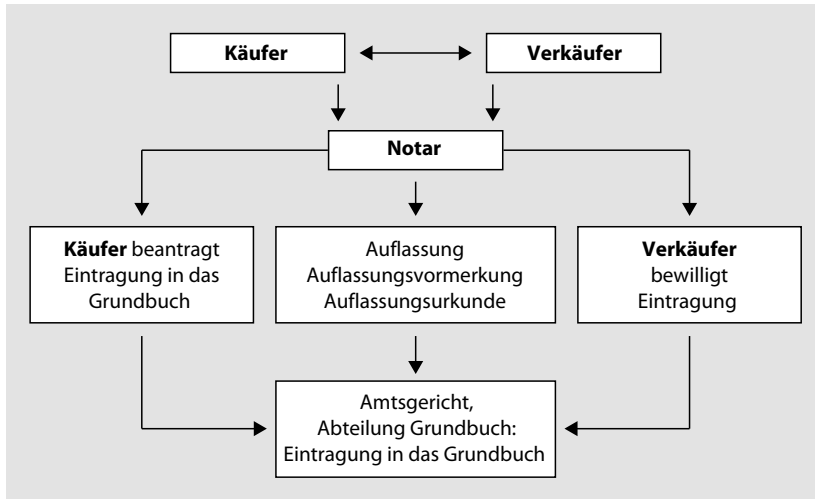 Käufer
Verkäufer
Notar
Käufer beantragt
Eintragung in das
Grundbuch
Auflassung
Auflassungsvormerkung
Auflassungsurkunde
Verkäufer
bewilligt
Eintragung
Amtsgericht,
Abteilung Grundbuch:
Eintragung in das Grundbuch